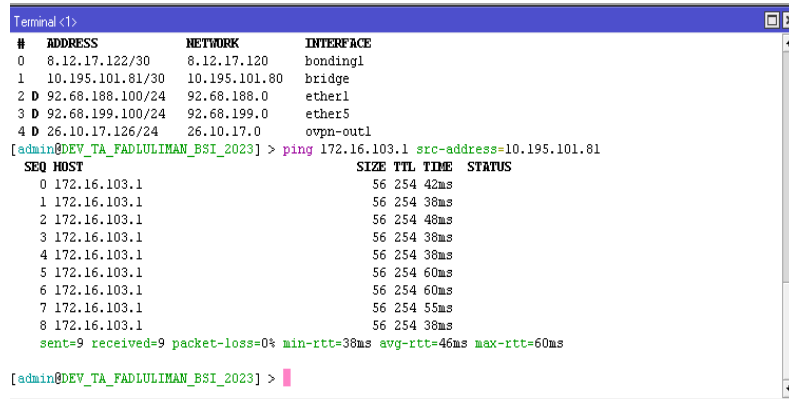 Terminal <1>
# ADDRESS NETWORK INTERFACE
0 8.12.17.122/30 8.12.17.120 bonding1
1 10.195.101.81/30 10.195.101.80 bridge
2 D 92.68.188.100/24 92.68.188.0 ether1
3 D 92.68.199.100/24 92.68.199.0 ether5
4 D 26.10.17.126/24 26.10.17.0 ovpn-out1
[admin@DEV_TA_FADLULIMAN_BSI_2023] > ping 172.16.103.1 src-address=10.195.101.81
SEQ HOST SIZE TTL TIME STATUS
0 172.16.103.1 56 254 42ms
1 172.16.103.1 56 254 38ms
2 172.16.103.1 56 254 48ms
3 172.16.103.1 56 254 38ms
4 172.16.103.1 56 254 38ms
5 172.16.103.1 56 254 60ms
6 172.16.103.1 56 254 60ms
7 172.16.103.1 56 254 55ms
8 172.16.103.1 56 254 38ms
sent=9 received=9 packet-loss=0% min-rtt=38ms avg-rtt=46ms max-rtt=60ms
[admin@DEV_TA_FADLULIMAN_BSI_2023] >